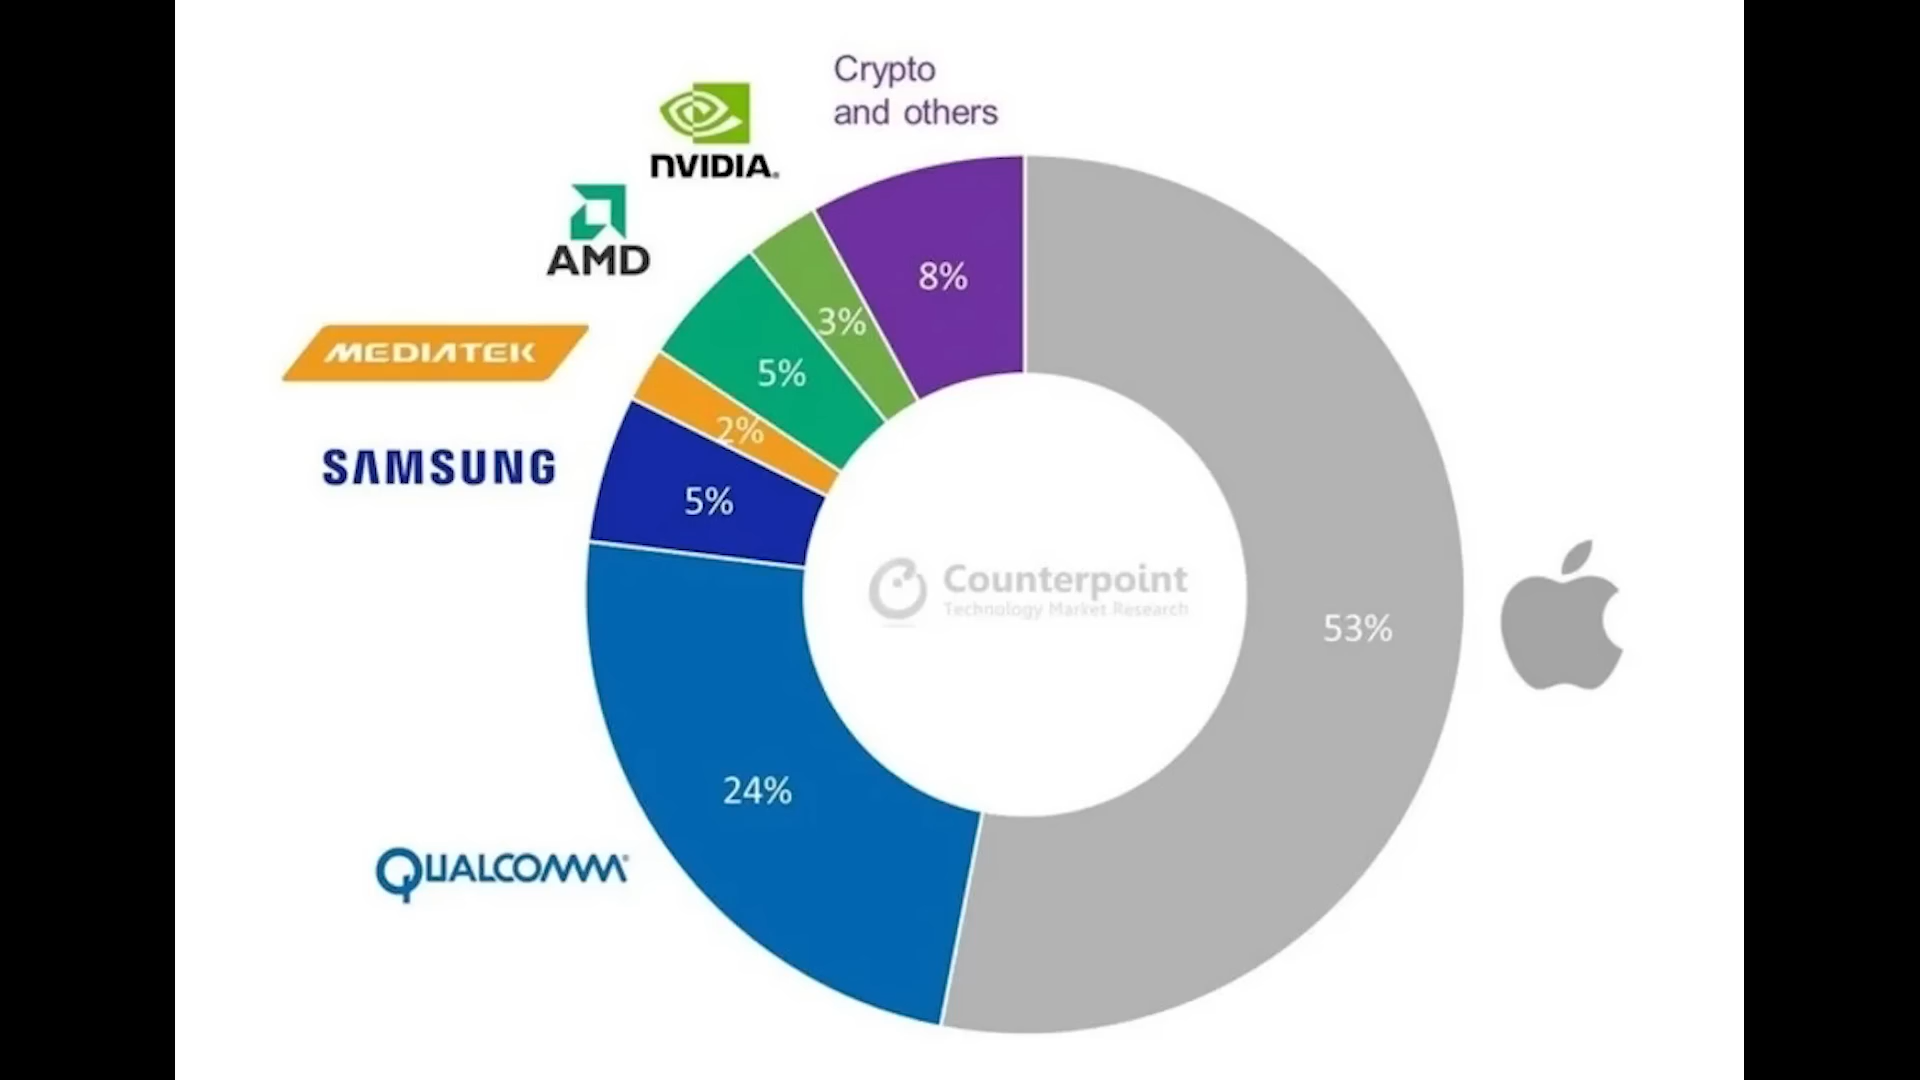 Crypto
and others
NVIDIA.
AMD
MEDIATEK
SAMSUNG
QUALCOMM®
8%
3%
5%
2%
5%
24%
53%
Counterpoint
Technology Market Research